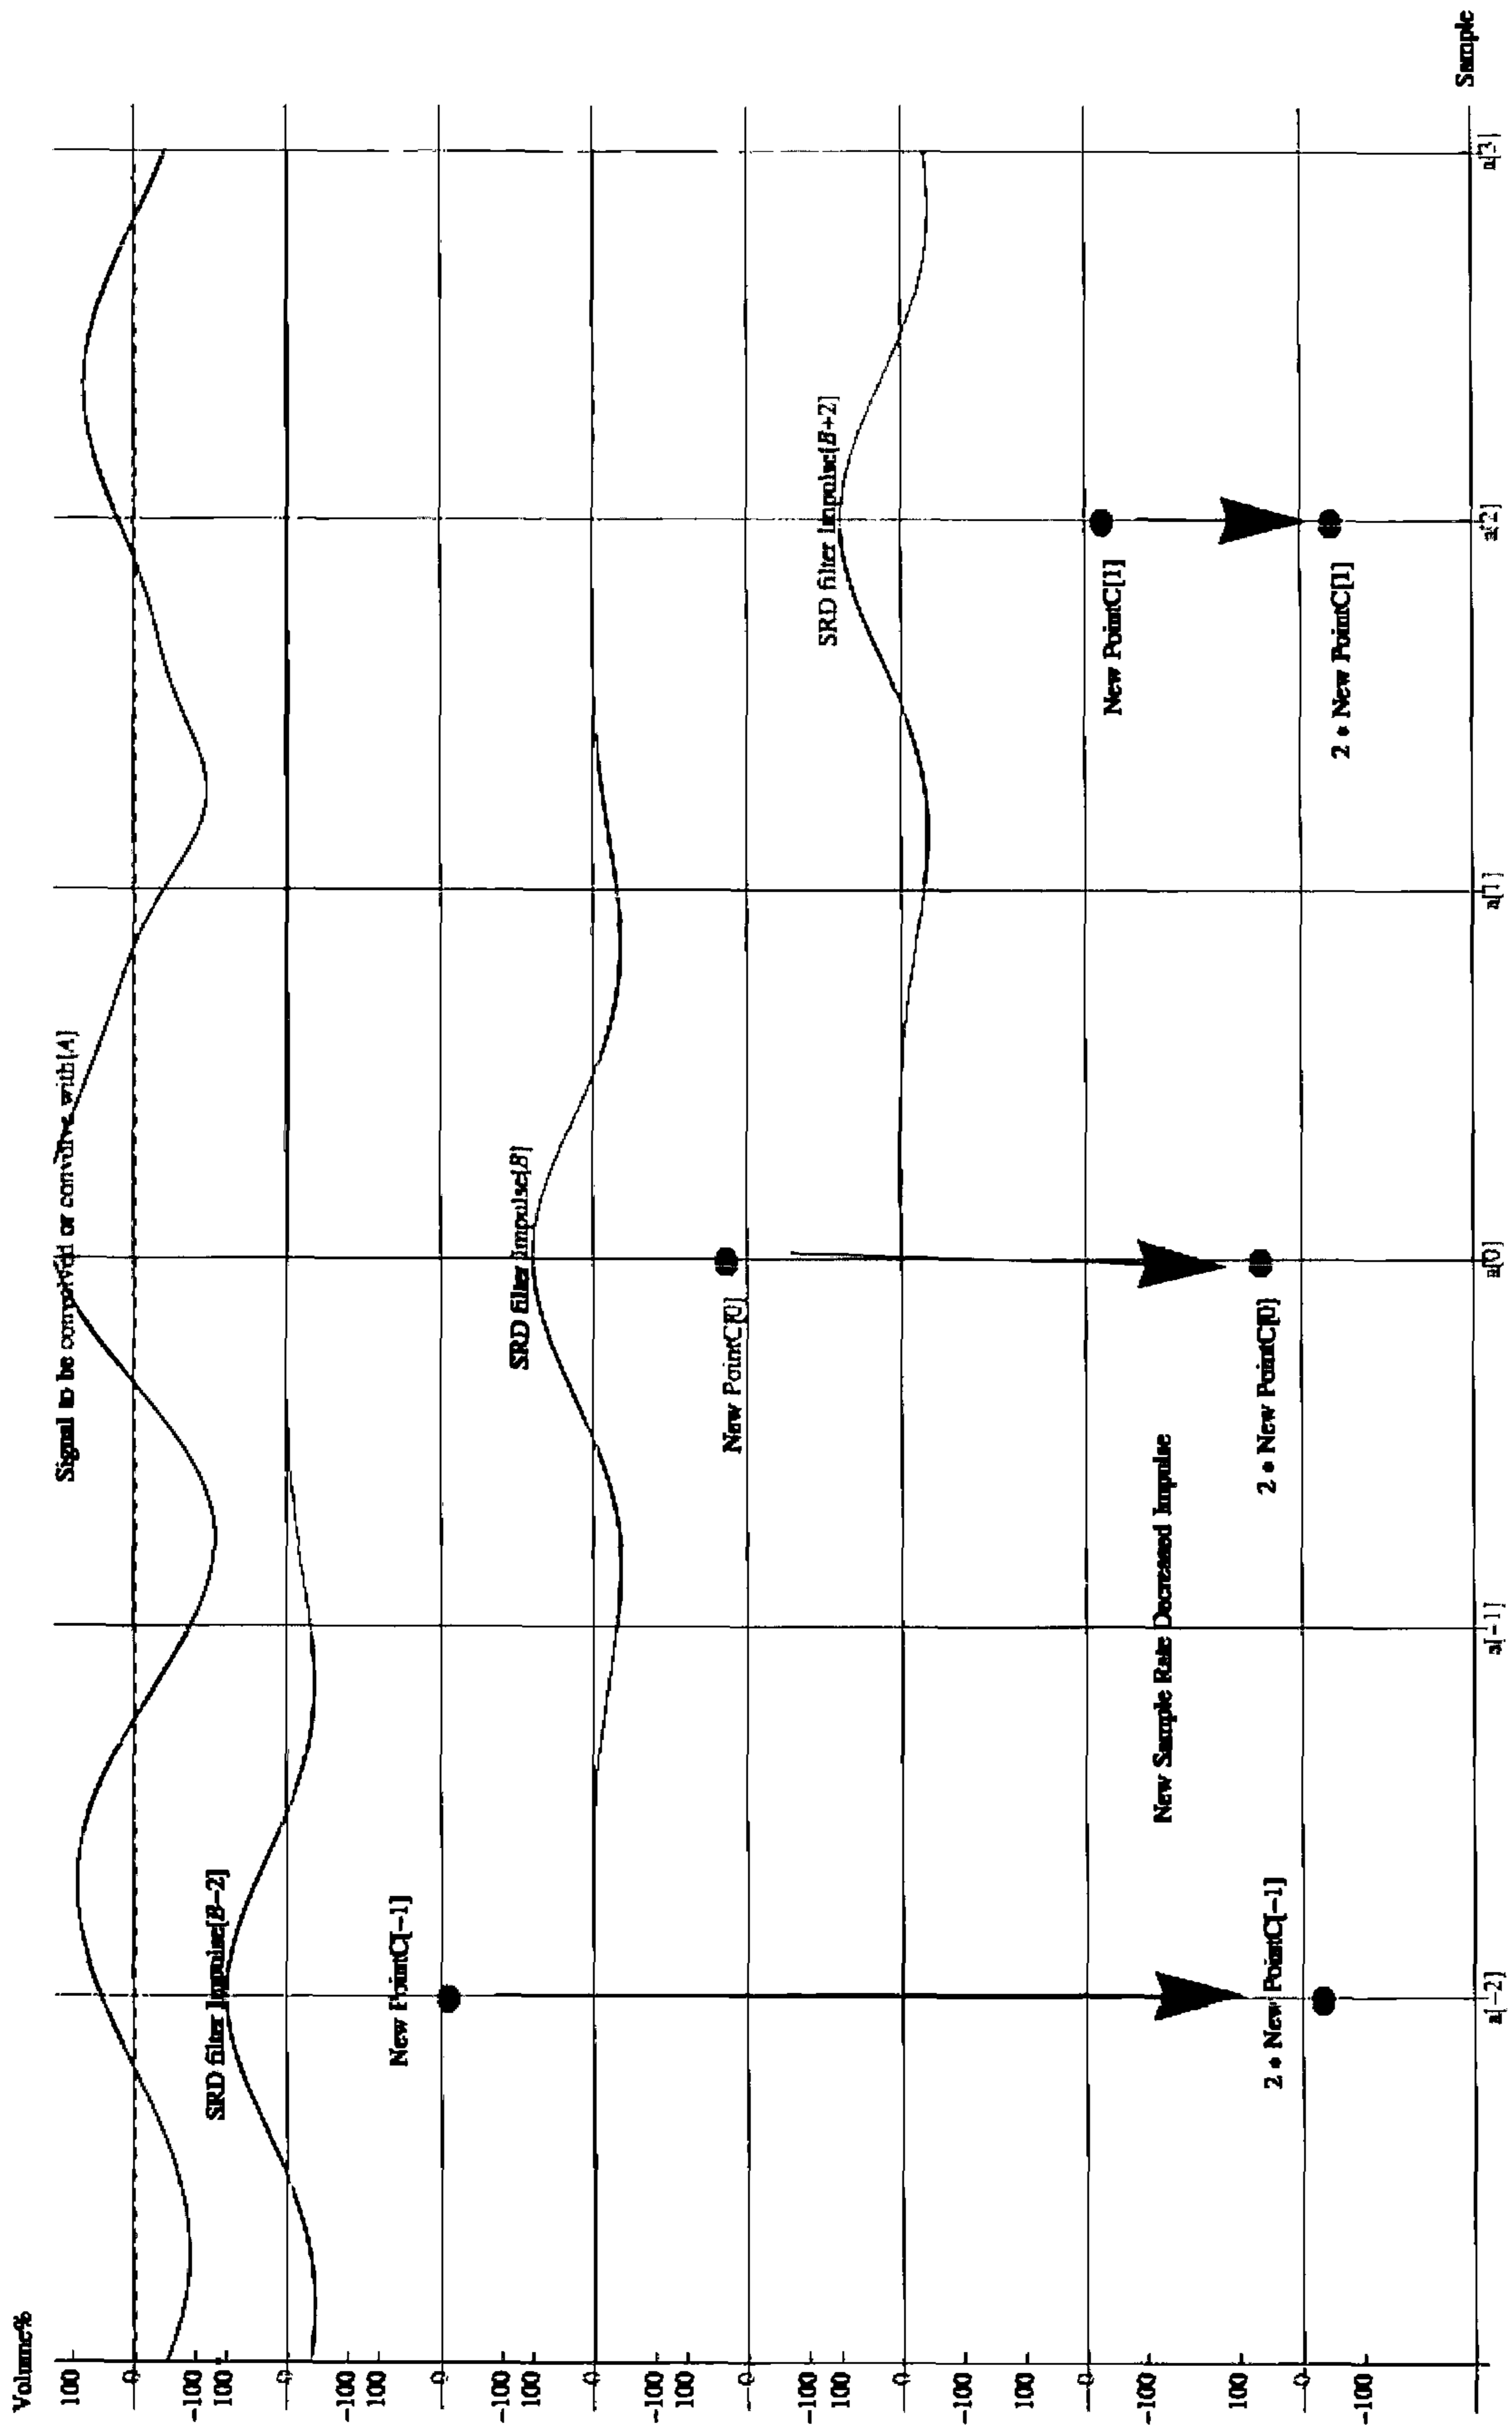 Volume%
100
0
-100
100
0
-100
100
0
-100
100
0
-100
100
0
-100
100
0
-100
0
-100
100
0
-100
Signal to be convolved or convolve with[A]
SRD filter Impulse[B-2]
New PointC[-1]
SRD filter Impulse[B]
New PointC[0]
SRD filter Impulse[B+2]
New PointC[1]
New Sample Rate Decreased Impulse
2 * New PointC[-1]
2 * New PointC[0]
2 * New PointC[1]
a[-2]
a[-1]
a[0]
a[1]
a[2]
a[3]
Sample